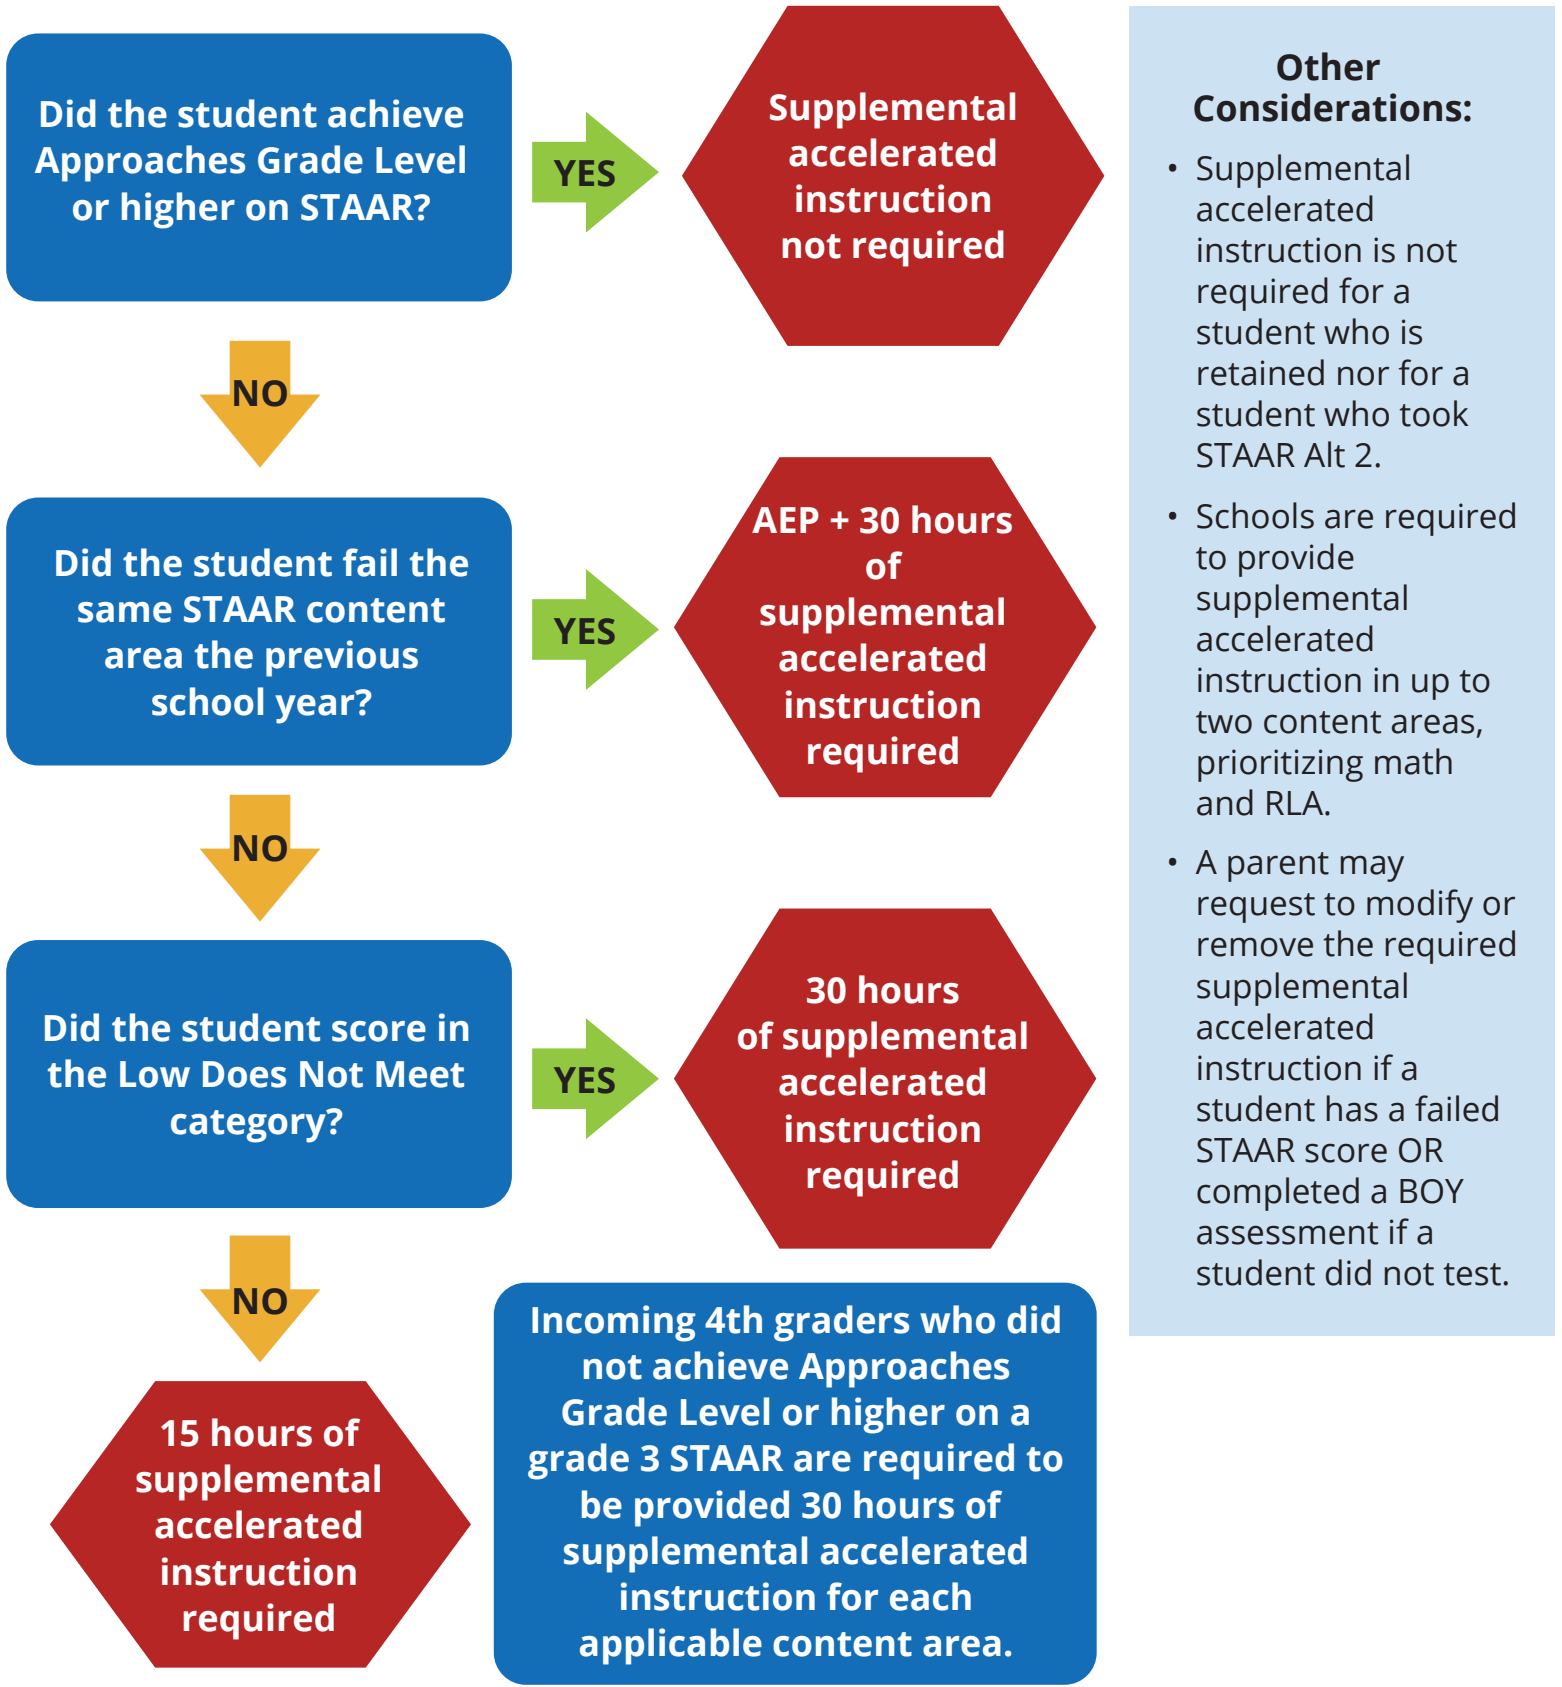 Did the student achieve
Approaches Grade Level
or higher on STAAR?
YES
Supplemental
accelerated
instruction
not required
NO
Did the student fail the
same STAAR content
area the previous
school year?
YES
AEP + 30 hours
of
supplemental
accelerated
instruction
required
NO
Did the student score in
the Low Does Not Meet
category?
YES
30 hours
of supplemental
accelerated
instruction
required
NO
15 hours of
supplemental
accelerated
instruction
required
Incoming 4th graders who did
not achieve Approaches
Grade Level or higher on a
grade 3 STAAR are required to
be provided 30 hours of
supplemental accelerated
instruction for each
applicable content area.
Other
Considerations:
• Supplemental
accelerated
instruction is not
required for a
student who is
retained nor for a
student who took
STAAR Alt 2.
• Schools are required
to provide
supplemental
accelerated
instruction in up to
two content areas,
prioritizing math
and RLA.
• A parent may
request to modify or
remove the required
supplemental
accelerated
instruction if a
student has a failed
STAAR score OR
completed a BOY
assessment if a
student did not test.